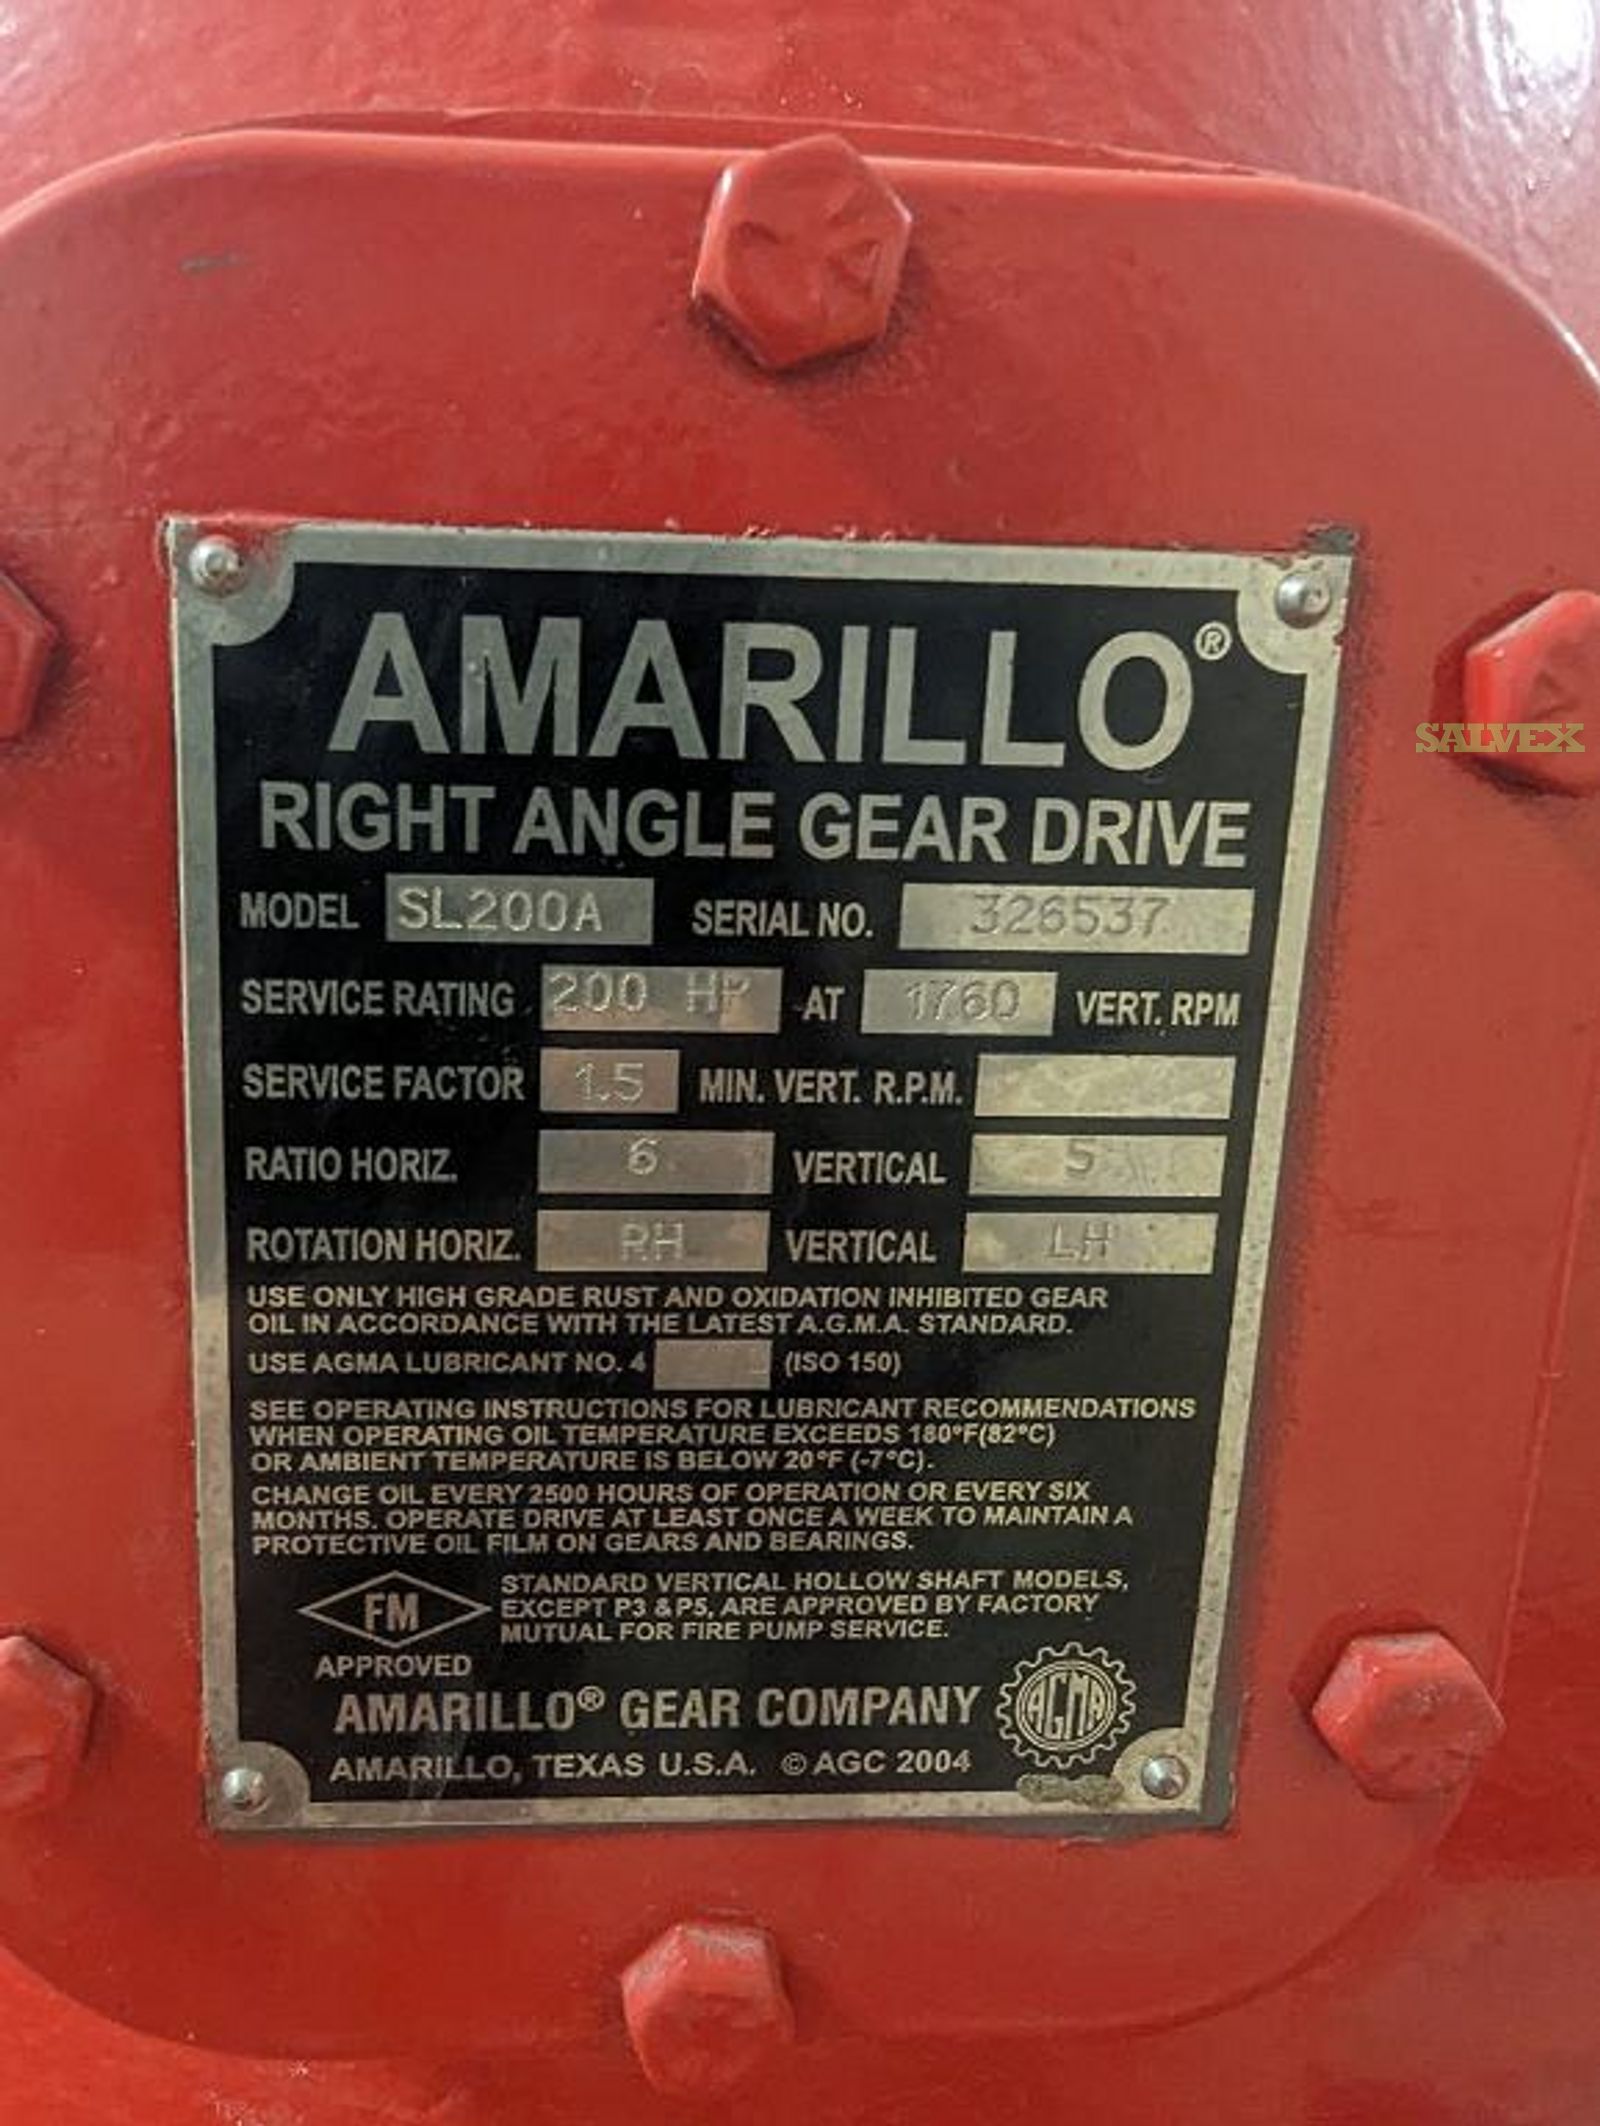 AMARILLO®
RIGHT ANGLE GEAR DRIVE
MODEL SL200A SERIAL NO. 326537
SERVICE RATING 200 HP AT 1760 VERT. RPM
SERVICE FACTOR 1.5 MIN. VERT. R.P.M.
RATIO HORIZ. 6 VERTICAL 5
ROTATION HORIZ. RH VERTICAL LH
USE ONLY HIGH GRADE RUST AND OXIDATION INHIBITED GEAR
OIL IN ACCORDANCE WITH THE LATEST A.G.M.A. STANDARD.
USE AGMA LUBRICANT NO. 4 (ISO 150)
SEE OPERATING INSTRUCTIONS FOR LUBRICANT RECOMMENDATIONS
WHEN OPERATING OIL TEMPERATURE EXCEEDS 180°F(82°C)
OR AMBIENT TEMPERATURE IS BELOW 20°F (-7°C).
CHANGE OIL EVERY 2500 HOURS OF OPERATION OR EVERY SIX
MONTHS. OPERATE DRIVE AT LEAST ONCE A WEEK TO MAINTAIN A
PROTECTIVE OIL FILM ON GEARS AND BEARINGS.
FM
APPROVED
STANDARD VERTICAL HOLLOW SHAFT MODELS,
EXCEPT P3 & P5, ARE APPROVED BY FACTORY
MUTUAL FOR FIRE PUMP SERVICE.
AMARILLO® GEAR COMPANY
AGMA
AMARILLO, TEXAS U.S.A. © AGC 2004
SALVEX